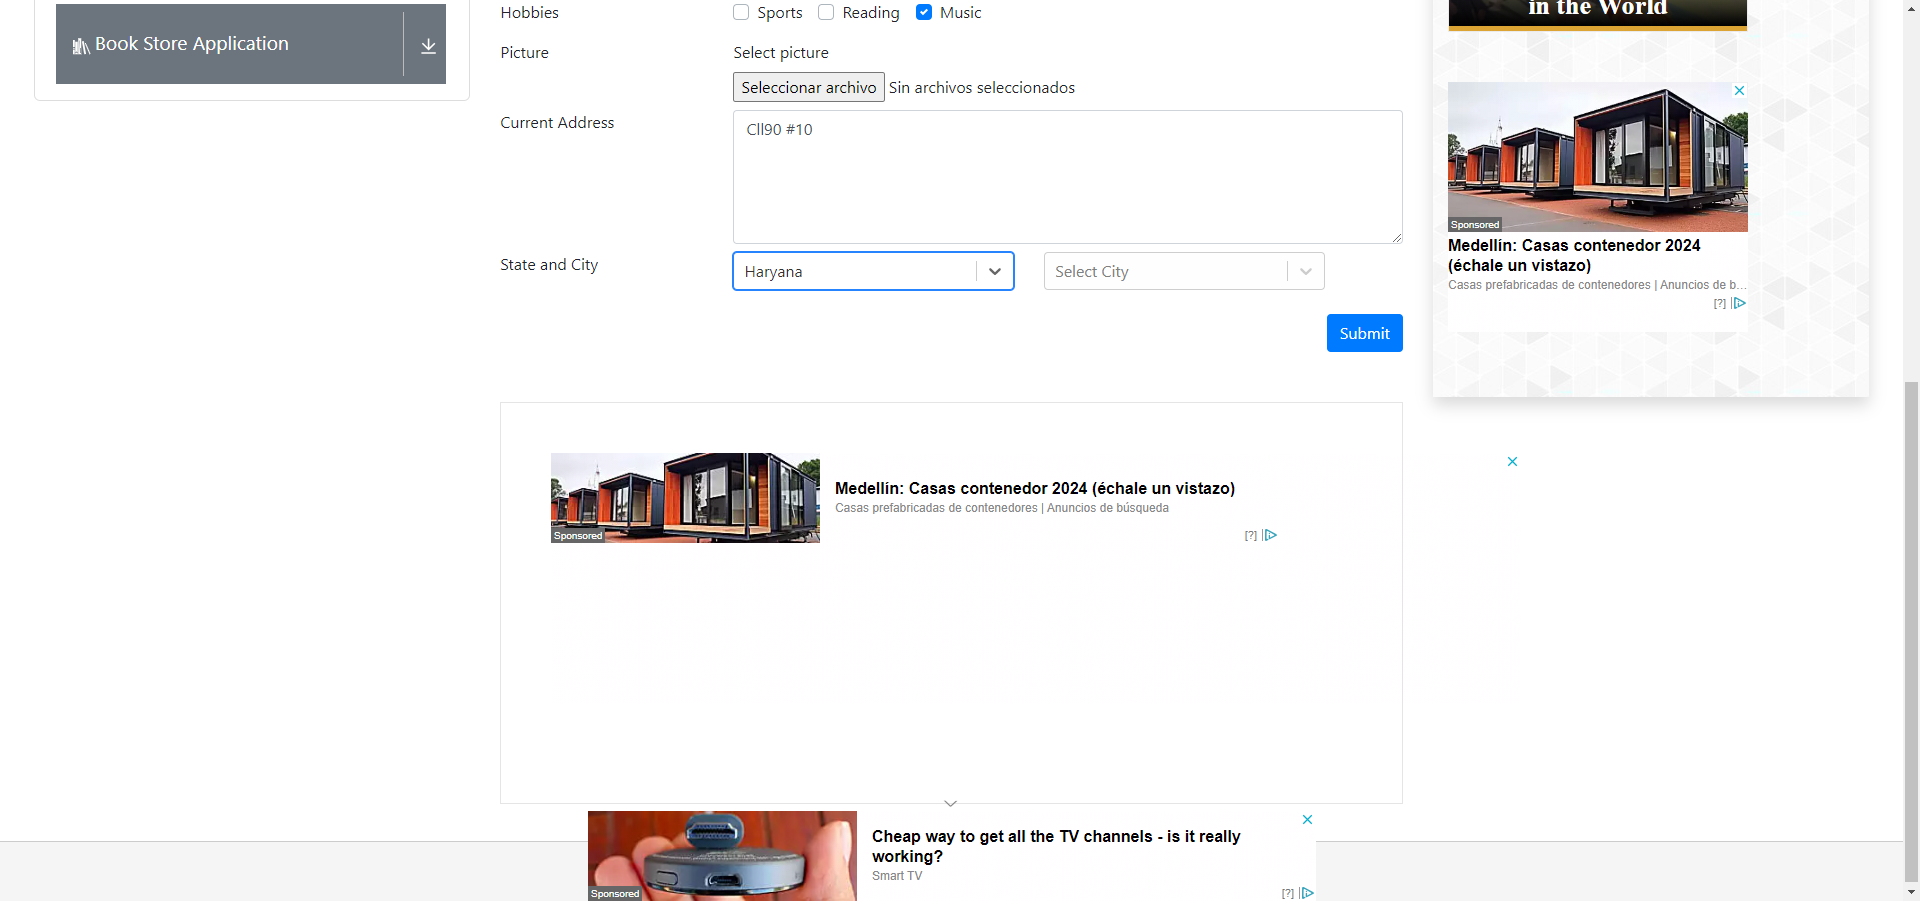 Book Store Application
Hobbies
Sports Reading Music
Picture
Select picture
Seleccionar archivo Sin archivos seleccionados
Current Address
Cll90 #10
State and City
Haryana
Select City
Submit
in the World
Sponsored
Medellín: Casas contenedor 2024
(échale un vistazo)
Casas prefabricadas de contenedores | Anuncios de b...
[?]
Sponsored
Medellín: Casas contenedor 2024 (échale un vistazo)
Casas prefabricadas de contenedores | Anuncios de búsqueda
[?]
Sponsored
Cheap way to get all the TV channels - is it really
working?
Smart TV
[?]